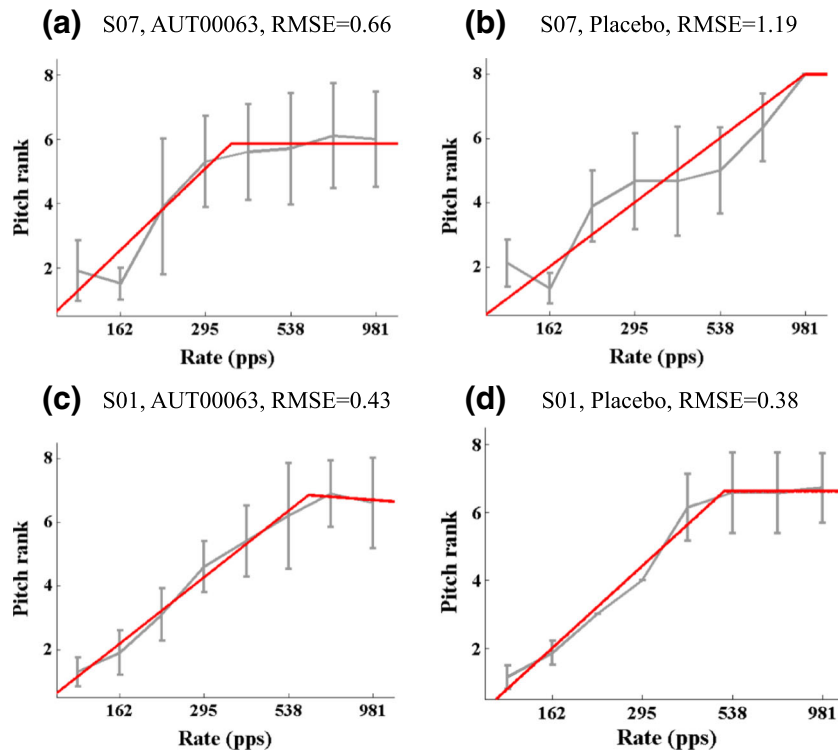 (a) S07, AUT00063, RMSE=0.66
8
6
4
2
Pitch rank
162 295 538 981
Rate (pps)
(b) S07, Placebo, RMSE=1.19
8
6
4
2
Pitch rank
162 295 538 981
Rate (pps)
(c) S01, AUT00063, RMSE=0.43
8
6
4
2
Pitch rank
162 295 538 981
Rate (pps)
(d) S01, Placebo, RMSE=0.38
8
6
4
2
Pitch rank
162 295 538 981
Rate (pps)